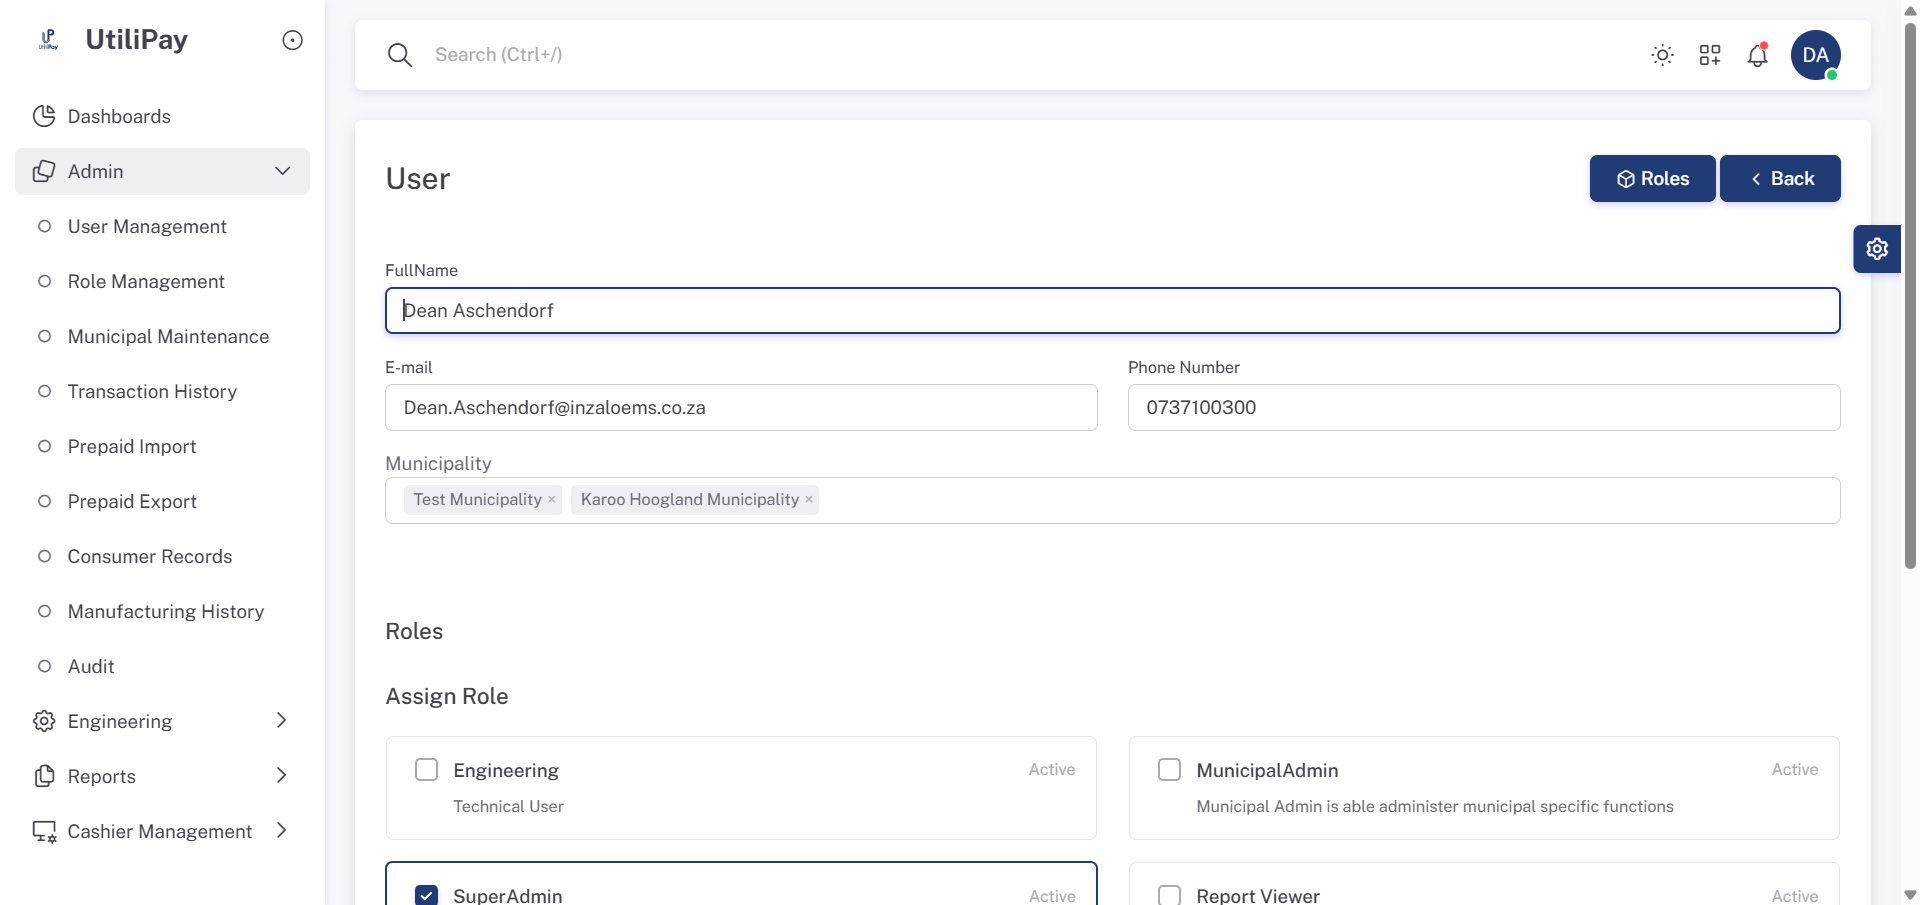 UP
UtiliPay
UtiliPay
Search (Ctrl+/)
DA
Dashboards
Admin
User Management
Role Management
Municipal Maintenance
Transaction History
Prepaid Import
Prepaid Export
Consumer Records
Manufacturing History
Audit
Engineering
Reports
Cashier Management
User
Roles
Back
FullName
Dean Aschendorf
E-mail
Phone Number
Dean.Aschendorf@inzaloems.co.za
0737100300
Municipality
Test Municipality × Karoo Hoogland Municipality ×
Roles
Assign Role
Engineering Active
Technical User
MunicipalAdmin Active
Municipal Admin is able administer municipal specific functions
SuperAdmin Active
Report Viewer Active